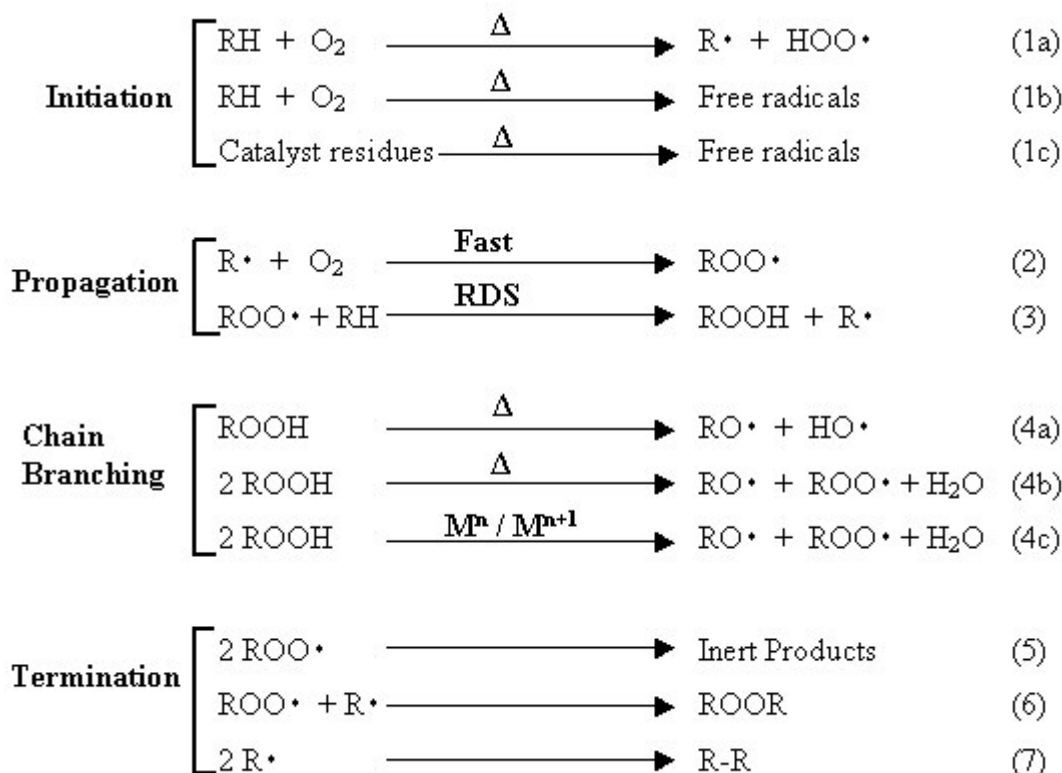 RH + O₂ Δ R• + HOO• (1a)
Initiation RH + O₂ Δ Free radicals (1b)
Catalyst residues Δ Free radicals (1c)
R• + O₂ Fast ROO• (2)
Propagation
ROO• + RH RDS ROOH + R• (3)
ROOH Δ RO• + HO• (4a)
Chain
Branching 2 ROOH Δ RO• + ROO• + H₂O (4b)
2 ROOH Mⁿ / Mⁿ⁺¹ RO• + ROO• + H₂O (4c)
2 ROO• Inert Products (5)
Termination ROO• + R• ROOR (6)
2 R• R-R (7)